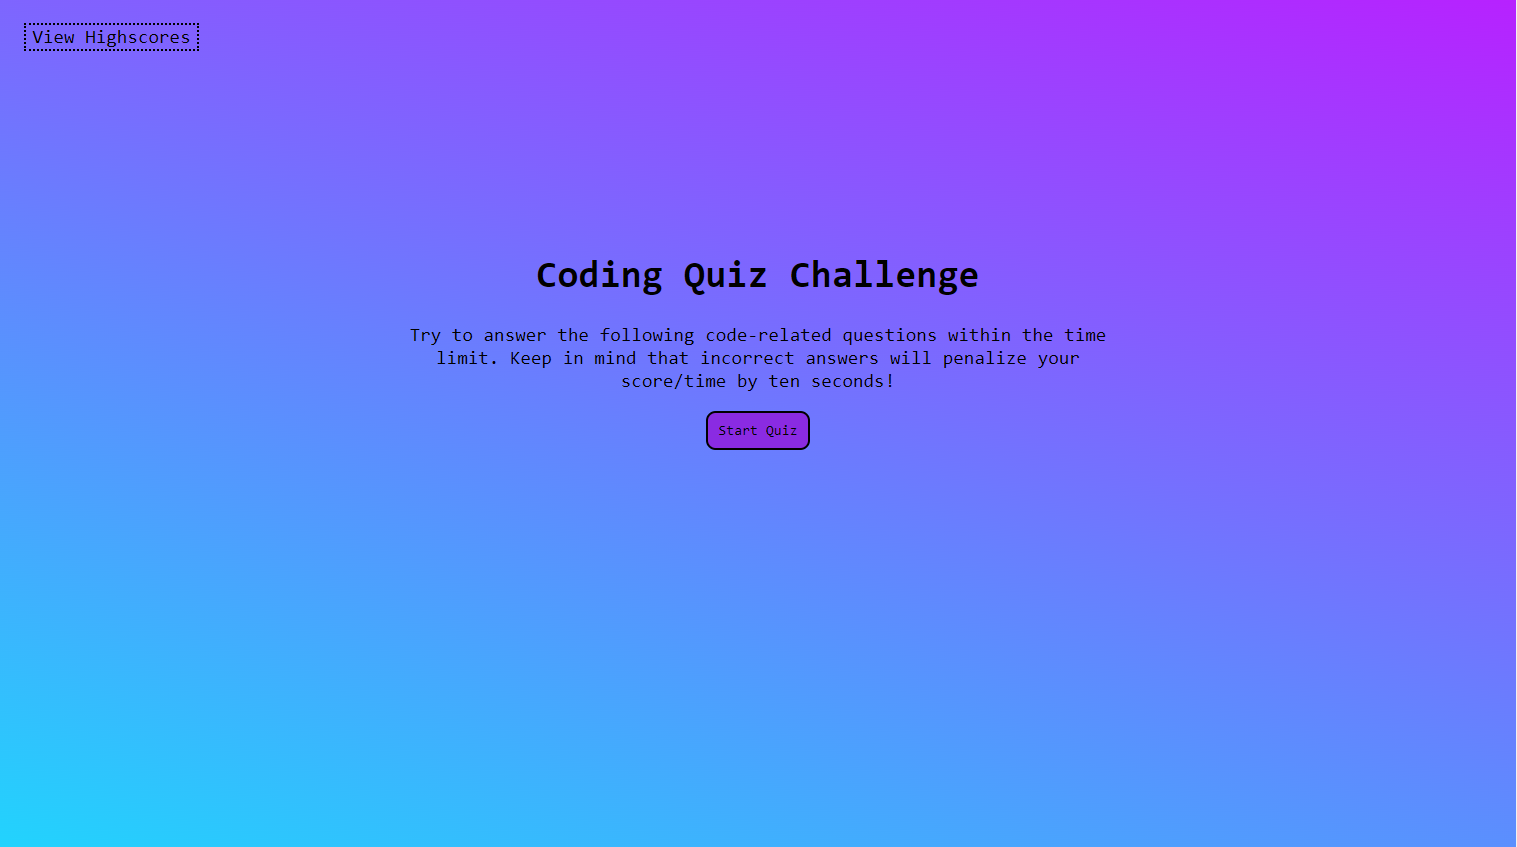 View Highscores
Coding Quiz Challenge
Try to answer the following code-related questions within the time
limit. Keep in mind that incorrect answers will penalize your
score/time by ten seconds!
Start Quiz